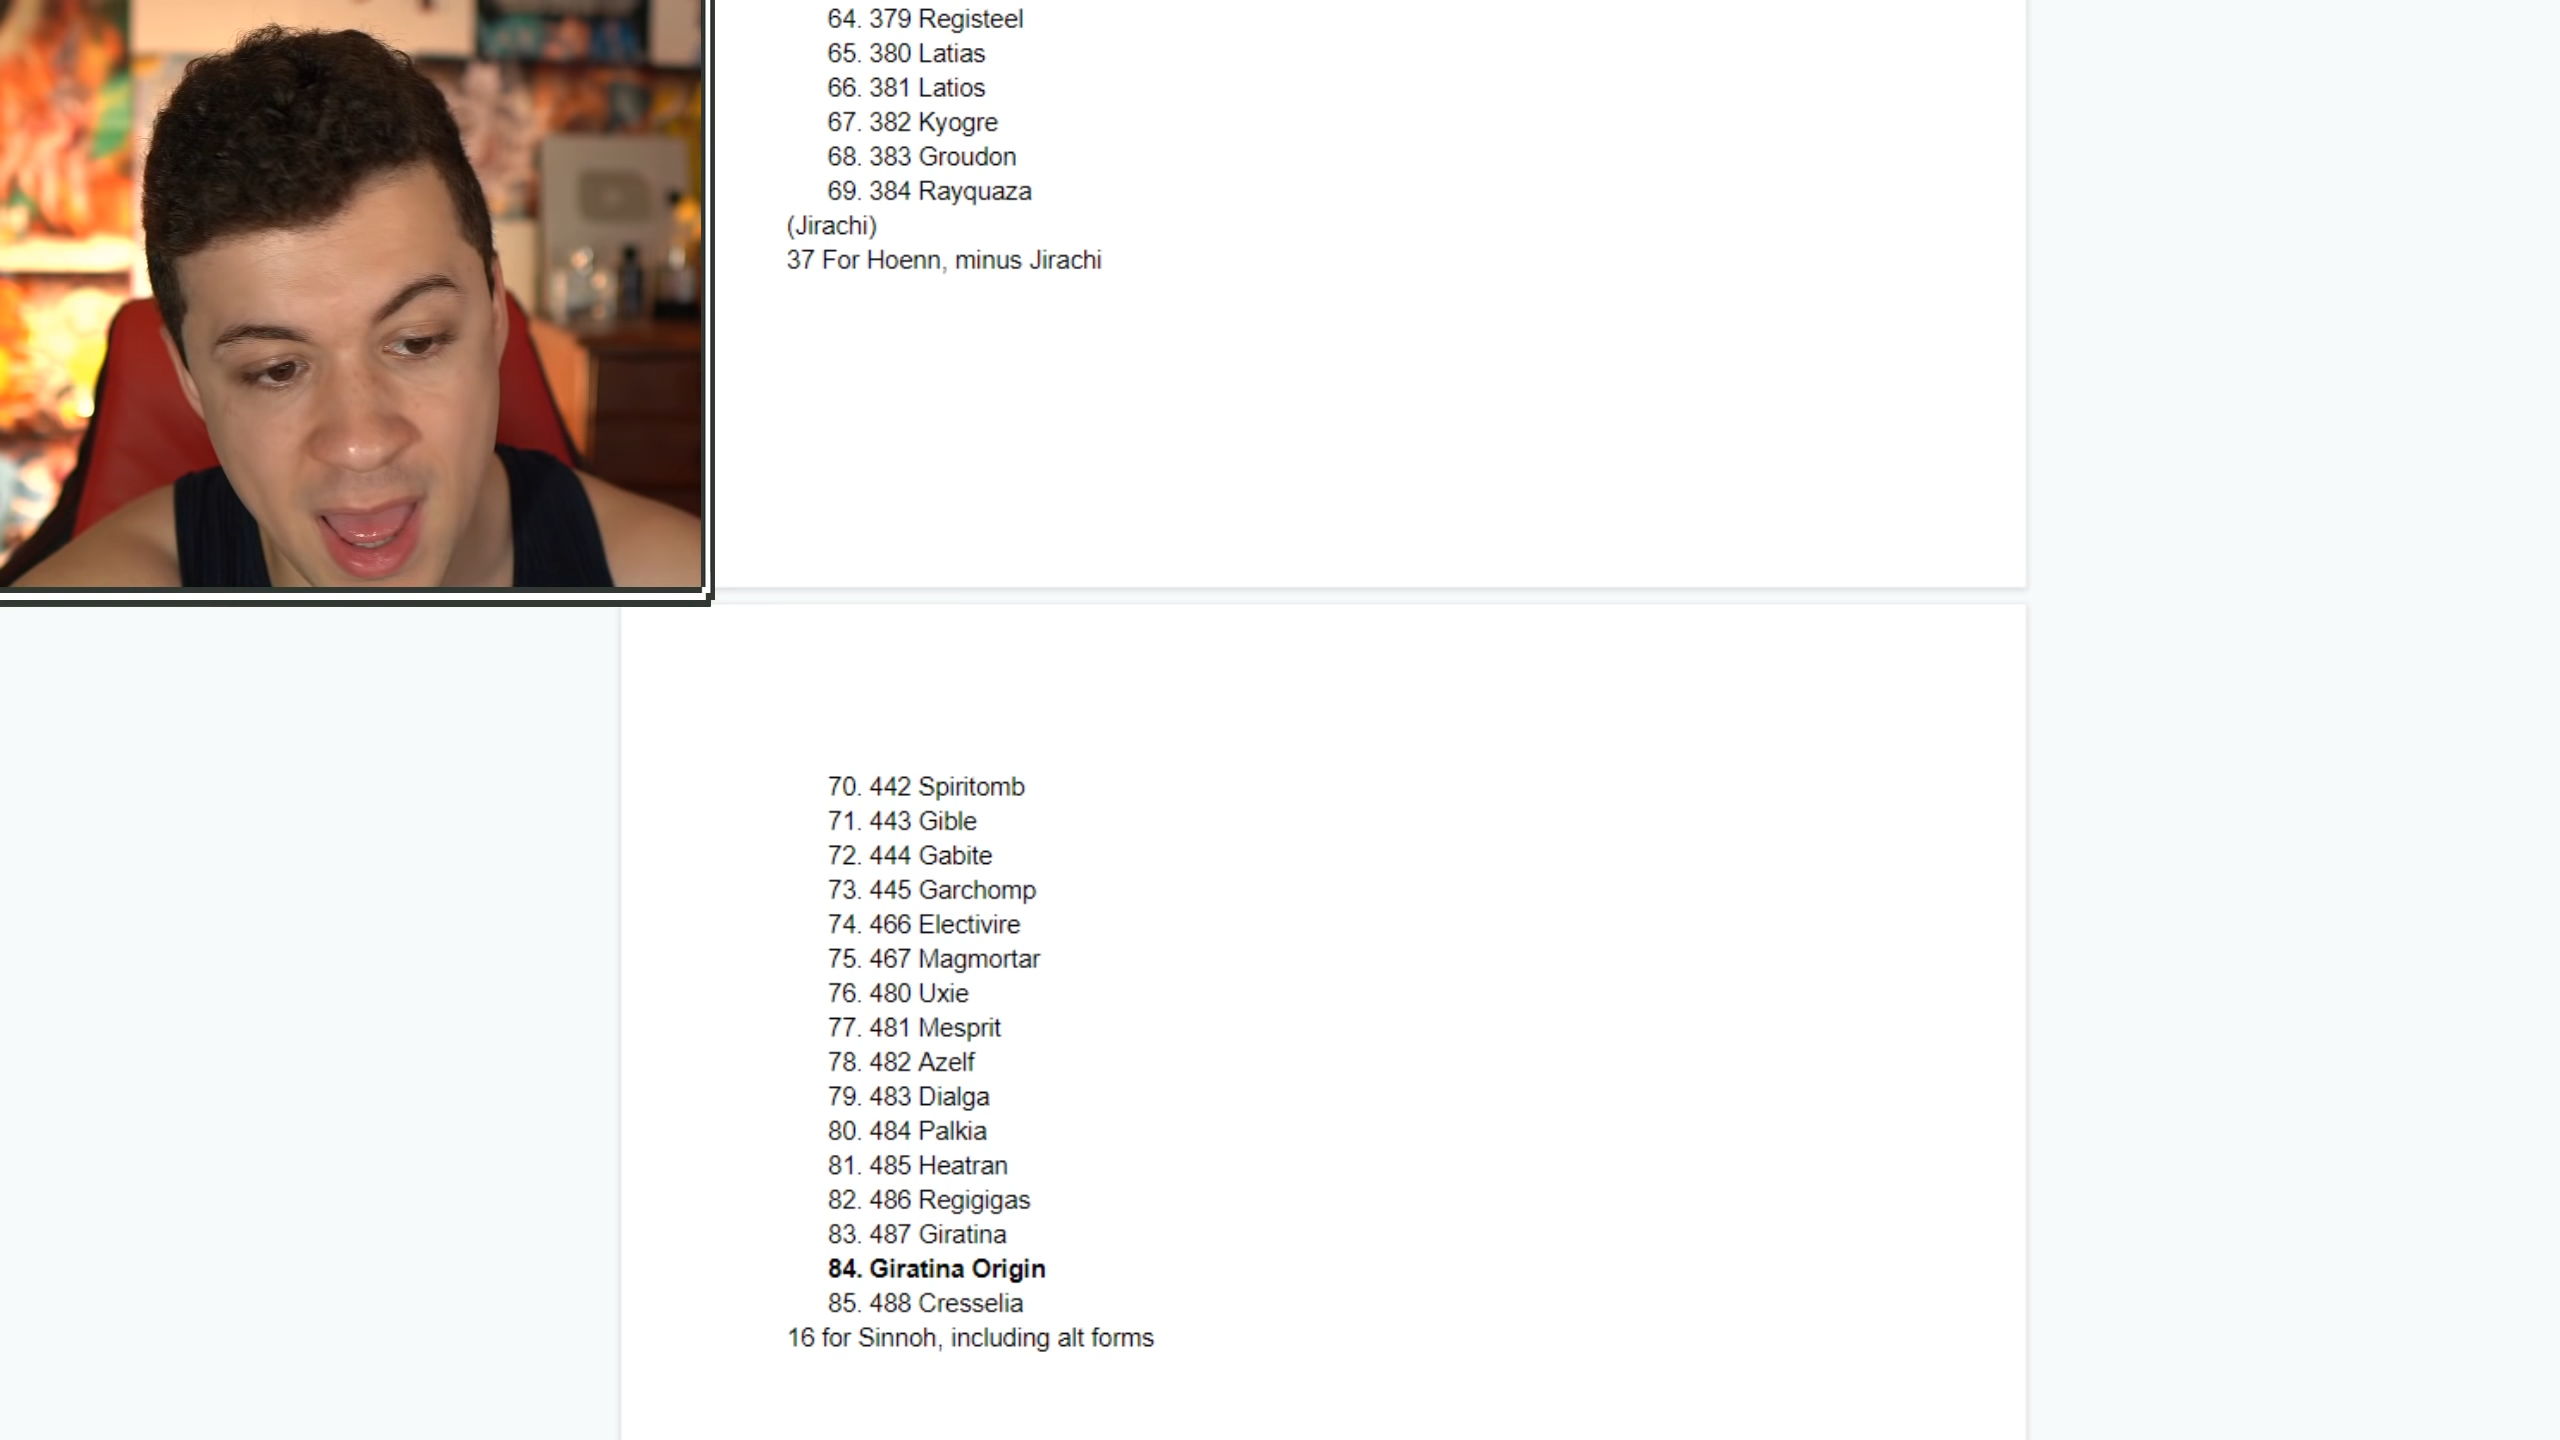 64. 379 Registeel
65. 380 Latias
66. 381 Latios
67. 382 Kyogre
68. 383 Groudon
69. 384 Rayquaza
(Jirachi)
37 For Hoenn, minus Jirachi
70. 442 Spiritomb
71. 443 Gible
72. 444 Gabite
73. 445 Garchomp
74. 466 Electivire
75. 467 Magmortar
76. 480 Uxie
77. 481 Mesprit
78. 482 Azelf
79. 483 Dialga
80. 484 Palkia
81. 485 Heatran
82. 486 Regigigas
83. 487 Giratina
84. Giratina Origin
85. 488 Cresselia
16 for Sinnoh, including alt forms